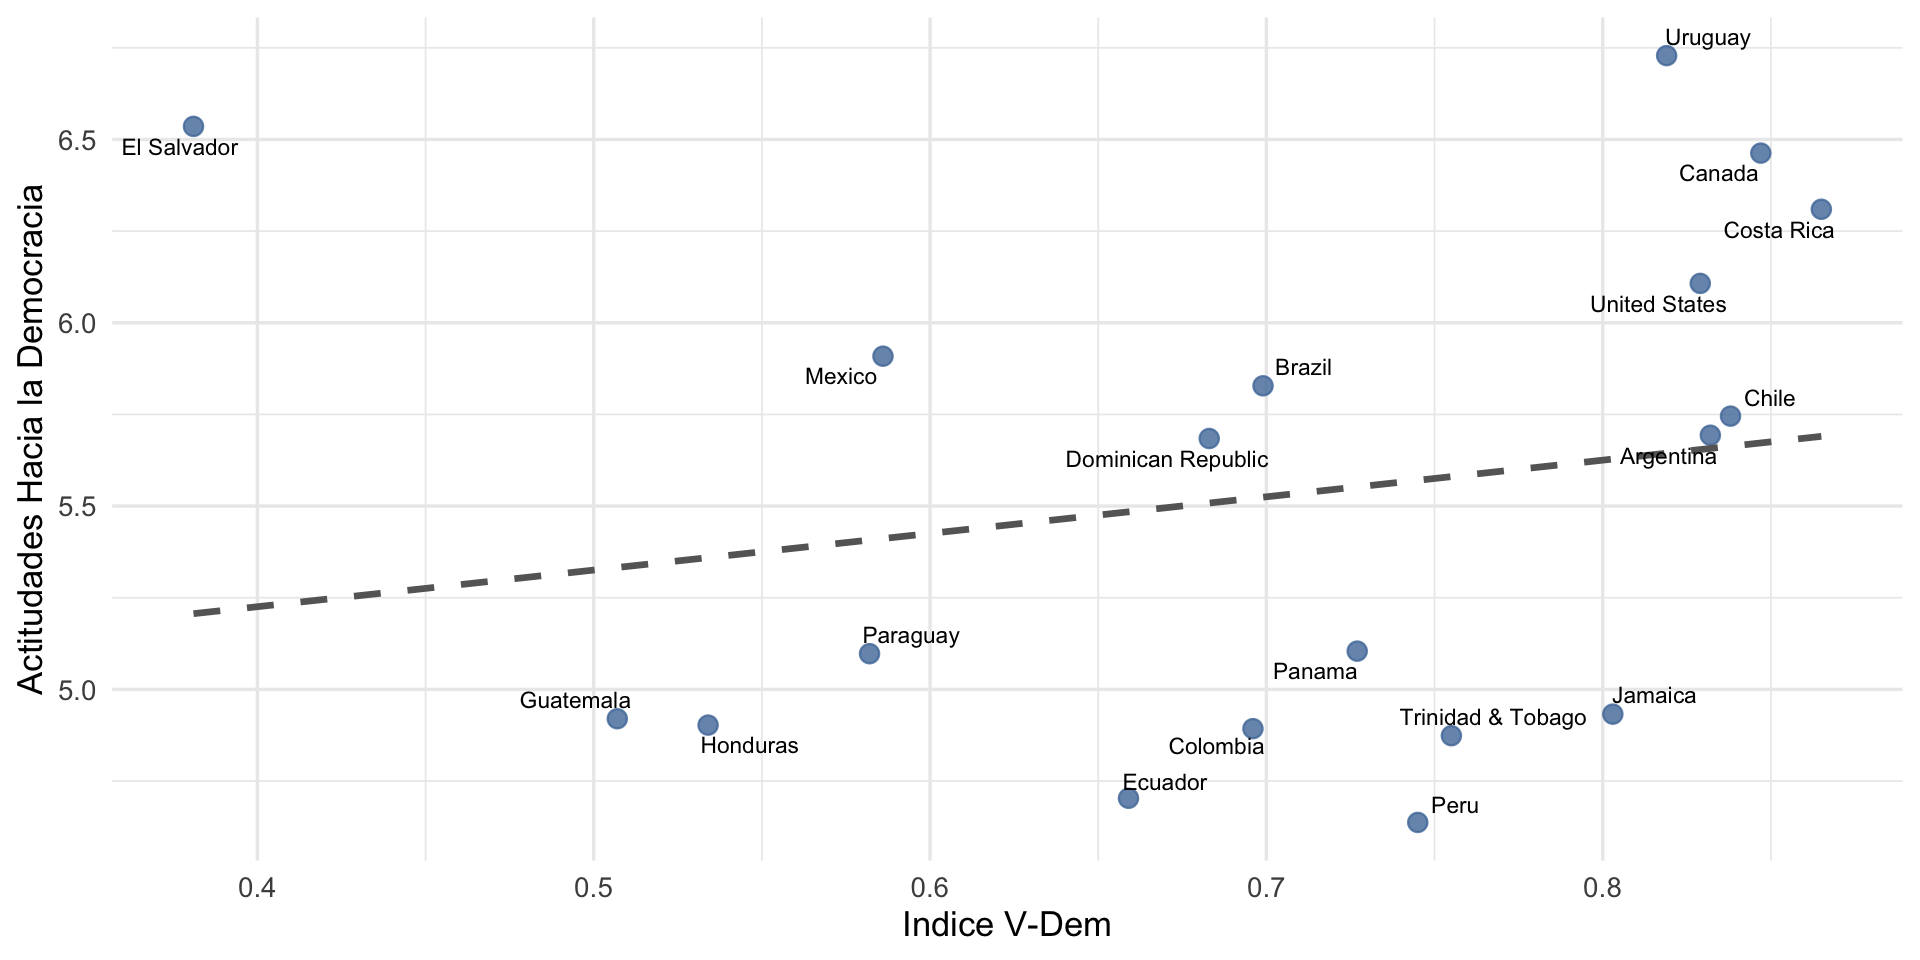 Uruguay
6.5
El Salvador
Canada
Costa Rica
United States
6.0
Mexico
Brazil
Chile
Dominican Republic
Argentina
5.5
Paraguay
Panama
5.0
Guatemala
Jamaica
Honduras
Colombia
Trinidad & Tobago
Ecuador
Peru
Actitudades Hacia la Democracia
0.4 0.5 0.6 0.7 0.8
Indice V-Dem